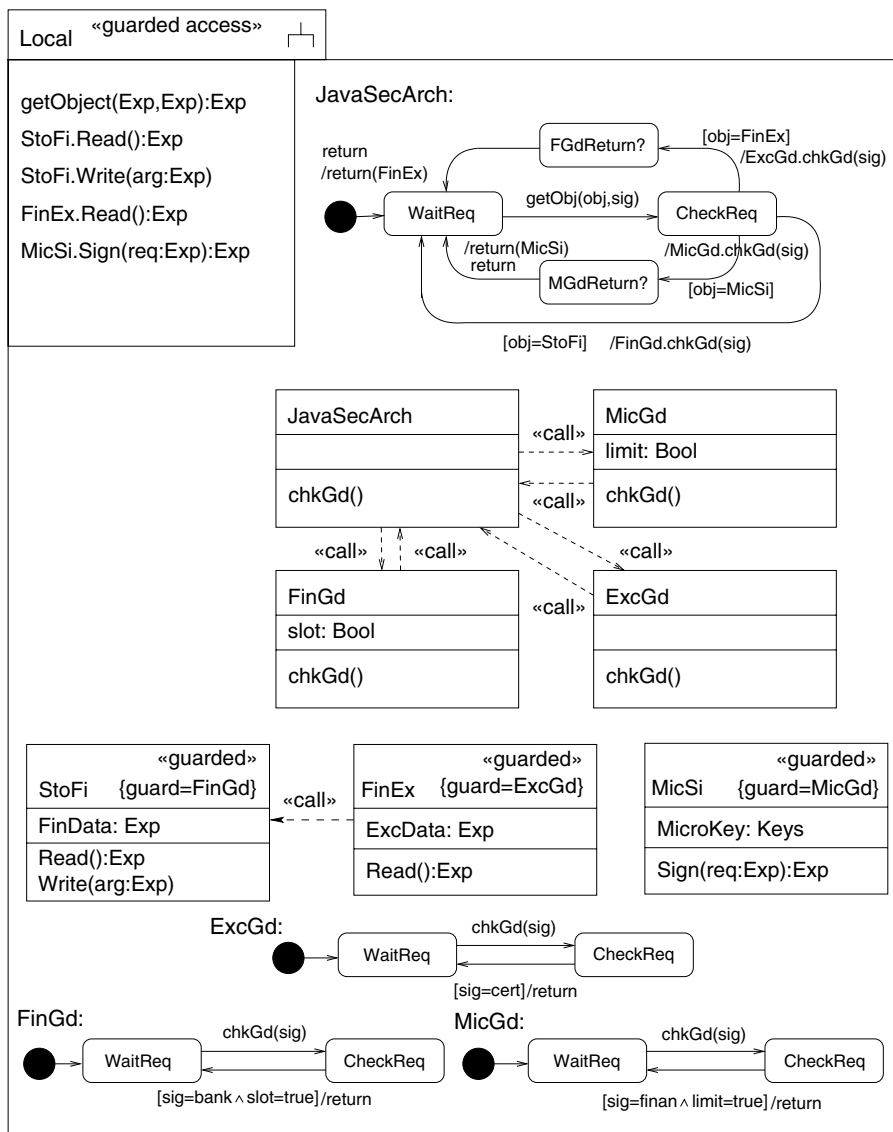 Local «guarded access»
getObject(Exp,Exp):Exp
StoFi.Read():Exp
StoFi.Write(arg:Exp)
FinEx.Read():Exp
MicSi.Sign(req:Exp):Exp
JavaSecArch:
return
/return(FinEx)
FGdReturn?
[obj=FinEx]
/ExcGd.chkGd(sig)
WaitReq
getObj(obj,sig)
CheckReq
/return(MicSi)
return
/MicGd.chkGd(sig)
MGdReturn?
[obj=MicSi]
[obj=StoFi] /FinGd.chkGd(sig)
JavaSecArch
chkGd()
«call»
«call»
MicGd
limit: Bool
chkGd()
«call»
«call»
«call»
«call»
FinGd
slot: Bool
chkGd()
ExcGd
chkGd()
«guarded»
StoFi {guard=FinGd}
FinData: Exp
Read():Exp
Write(arg:Exp)
«call»
«guarded»
FinEx {guard=ExcGd}
ExcData: Exp
Read():Exp
«guarded»
MicSi {guard=MicGd}
MicroKey: Keys
Sign(req:Exp):Exp
ExcGd:
WaitReq
chkGd(sig)
CheckReq
[sig=cert]/return
FinGd:
WaitReq
chkGd(sig)
CheckReq
[sig=bank ∧ slot=true]/return
MicGd:
WaitReq
chkGd(sig)
CheckReq
[sig=finan ∧ limit=true]/return